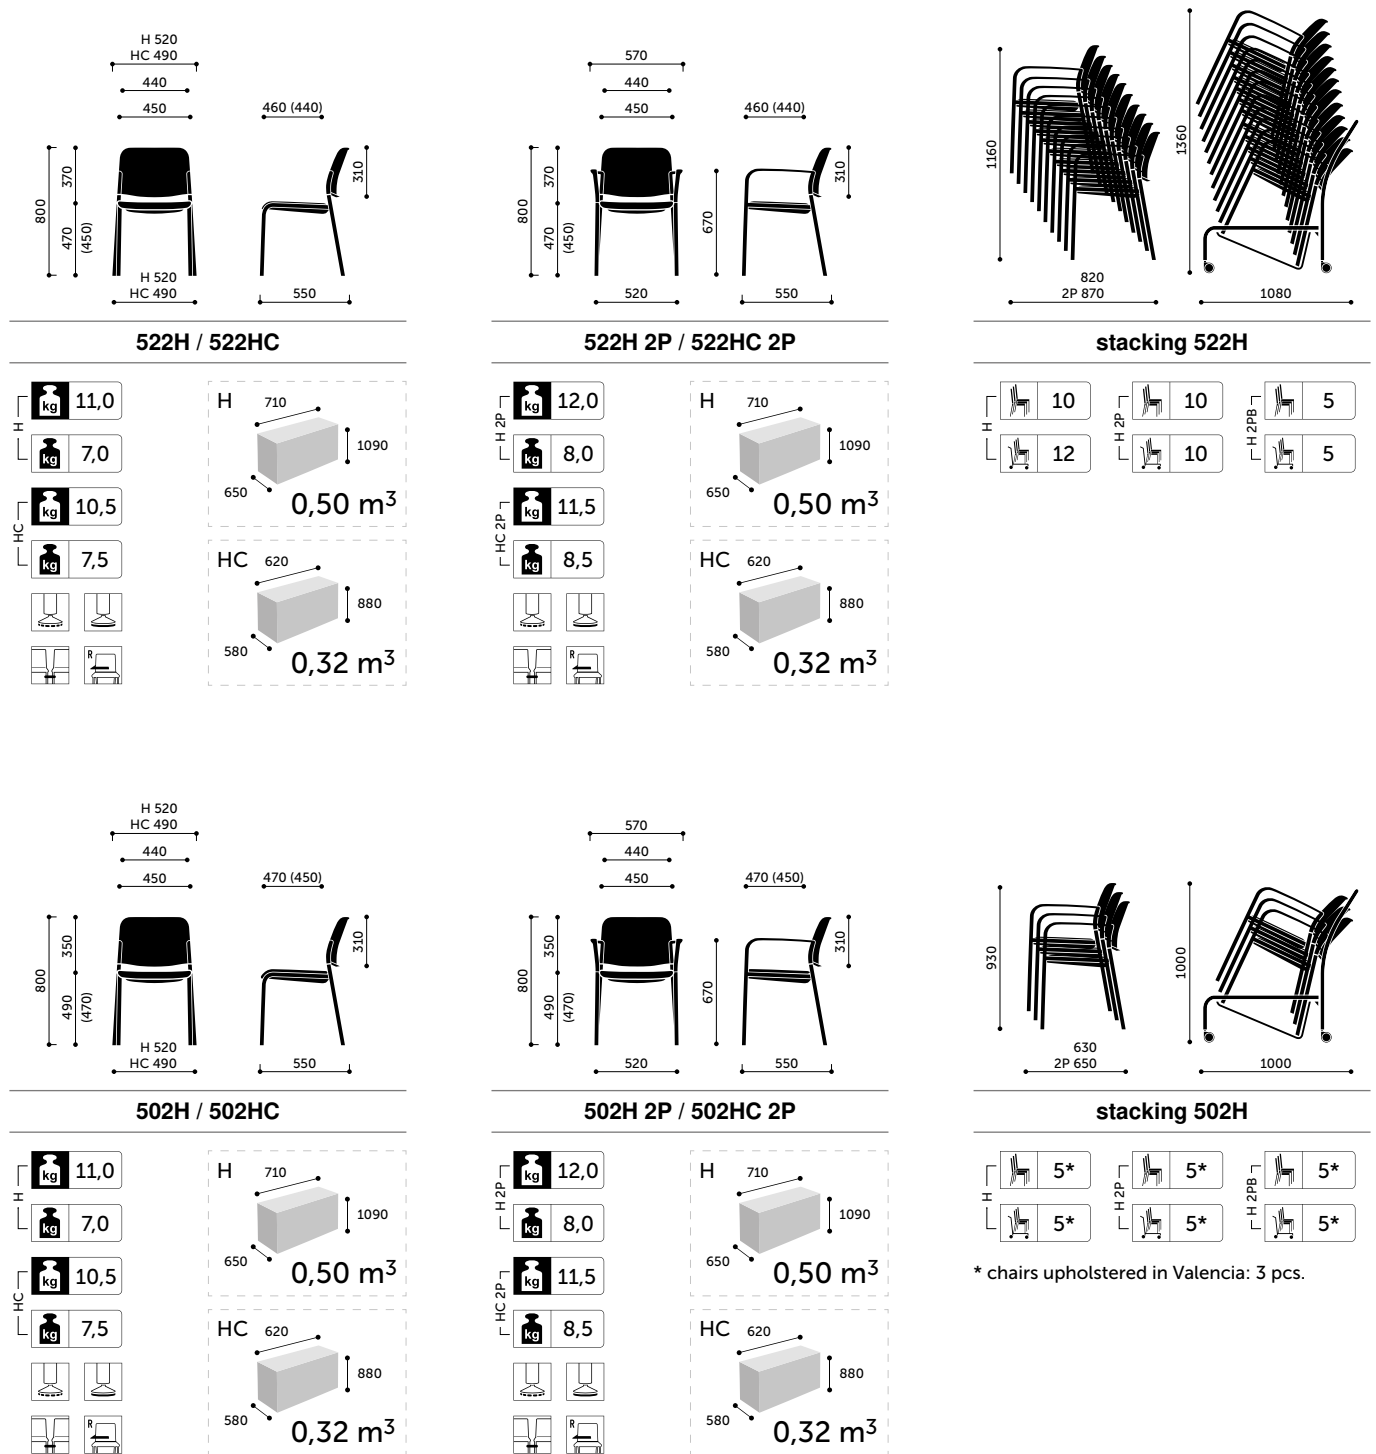 H 520
HC 490
440
450
460 (440)
800
370
470
(450)
310
H 520
HC 490
550
522H / 522HC
570
440
450
460 (440)
800
370
470
(450)
670
310
520
550
522H 2P / 522HC 2P
1160
1360
820
2P 870
1080
stacking 522H
H
kg 11,0
kg 7,0
HC
kg 10,5
kg 7,5
R
H
710
1090
650
0,50 m³
HC
620
880
580
0,32 m³
H 2P
kg 12,0
kg 8,0
HC 2P
kg 11,5
kg 8,5
R
H
710
1090
650
0,50 m³
HC
620
880
580
0,32 m³
H
10
12
H 2P
10
10
H 2PB
5
5
H 520
HC 490
440
450
470 (450)
800
350
490
(470)
310
H 520
HC 490
550
502H / 502HC
570
440
450
470 (450)
800
350
490
(470)
670
310
520
550
502H 2P / 502HC 2P
930
1000
630
2P 650
1000
stacking 502H
H
kg 11,0
kg 7,0
HC
kg 10,5
kg 7,5
R
H
710
1090
650
0,50 m³
HC
620
880
580
0,32 m³
H 2P
kg 12,0
kg 8,0
HC 2P
kg 11,5
kg 8,5
R
H
710
1090
650
0,50 m³
HC
620
880
580
0,32 m³
H
5*
5*
H 2P
5*
5*
H 2PB
5*
5*
* chairs upholstered in Valencia: 3 pcs.